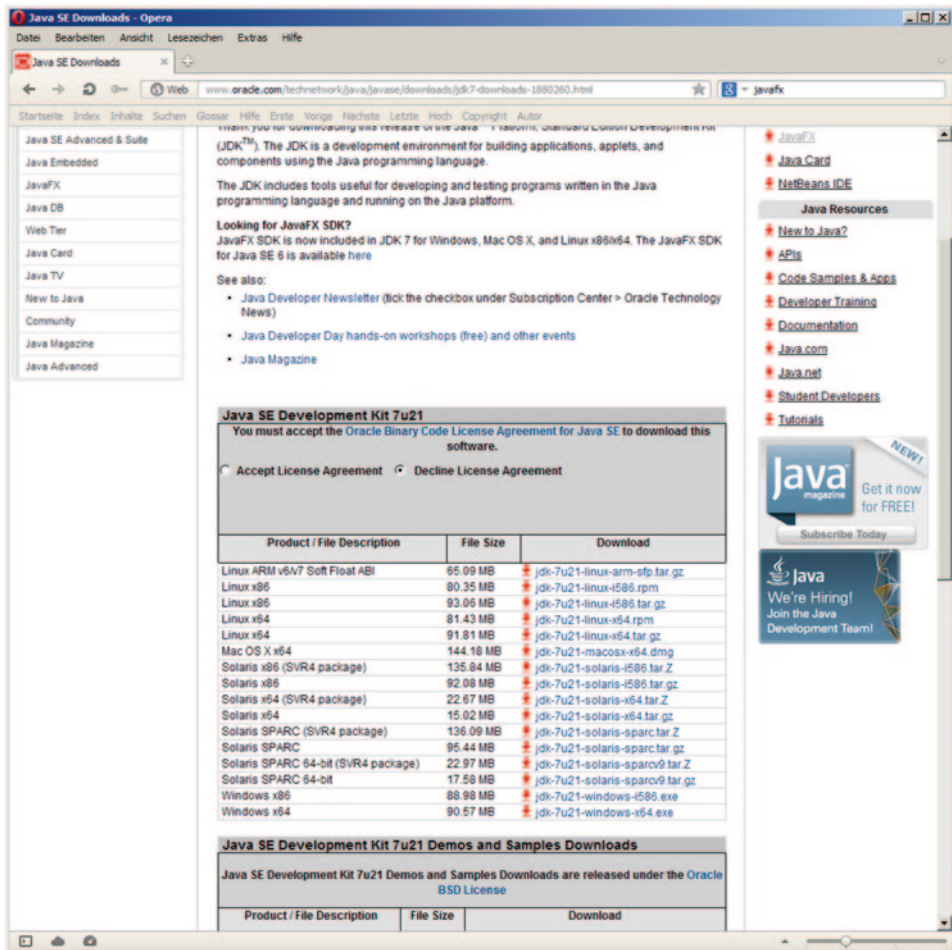 Java SE Downloads - Opera
Datei Bearbeiten Ansicht Lesezeichen Extras Hilfe
Java SE Downloads
Web www.oracle.com/technetwork/java/javase/downloads/jdk7-downloads-1880260.html javafx
Startseite Index Inhalte Suchen Glossar Hilfe Erste Vorige Nächste Letzte Hoch Copyright Autor
Java SE Advanced & Suite
Java Embedded
JavaFX
Java DB
Web Tier
Java Card
Java TV
New to Java
Community
Java Magazine
Java Advanced
Thank you for downloading this release of the Java Platform, Standard Edition Development Kit
(JDK™). The JDK is a development environment for building applications, applets, and
components using the Java programming language.
The JDK includes tools useful for developing and testing programs written in the Java
programming language and running on the Java platform.
Looking for JavaFX SDK?
JavaFX SDK is now included in JDK 7 for Windows, Mac OS X, and Linux x86/x64. The JavaFX SDK
for Java SE 6 is available here
See also:
• Java Developer Newsletter (tick the checkbox under Subscription Center > Oracle Technology
News)
• Java Developer Day hands-on workshops (free) and other events
• Java Magazine
Java SE Development Kit 7u21
You must accept the Oracle Binary Code License Agreement for Java SE to download this
software.
Accept License Agreement Decline License Agreement
Product / File Description File Size Download
Linux ARM v6/v7 Soft Float ABI 65.09 MB jdk-7u21-linux-arm-sfp.tar.gz
Linux x86 80.35 MB jdk-7u21-linux-i586.rpm
Linux x86 93.06 MB jdk-7u21-linux-i586.tar.gz
Linux x64 81.43 MB jdk-7u21-linux-x64.rpm
Linux x64 91.81 MB jdk-7u21-linux-x64.tar.gz
Mac OS X x64 144.18 MB jdk-7u21-macosx-x64.dmg
Solaris x86 (SVR4 package) 135.84 MB jdk-7u21-solaris-i586.tar.Z
Solaris x86 92.08 MB jdk-7u21-solaris-i586.tar.gz
Solaris x64 (SVR4 package) 22.67 MB jdk-7u21-solaris-x64.tar.Z
Solaris x64 15.02 MB jdk-7u21-solaris-x64.tar.gz
Solaris SPARC (SVR4 package) 136.09 MB jdk-7u21-solaris-sparc.tar.Z
Solaris SPARC 95.44 MB jdk-7u21-solaris-sparc.tar.gz
Solaris SPARC 64-bit (SVR4 package) 22.97 MB jdk-7u21-solaris-sparcv9.tar.Z
Solaris SPARC 64-bit 17.58 MB jdk-7u21-solaris-sparcv9.tar.gz
Windows x86 88.98 MB jdk-7u21-windows-i586.exe
Windows x64 90.57 MB jdk-7u21-windows-x64.exe
Java SE Development Kit 7u21 Demos and Samples Downloads
Java SE Development Kit 7u21 Demos and Samples Downloads are released under the Oracle
BSD License
Product / File Description File Size Download
JavaFX
Java Card
NetBeans IDE
Java Resources
New to Java?
APIs
Code Samples & Apps
Developer Training
Documentation
Java.com
Java.net
Student Developers
Tutorials
NEW!
Java
magazine
Get it now
for FREE!
Subscribe Today
Java
We're Hiring!
Join the Java
Development Team!